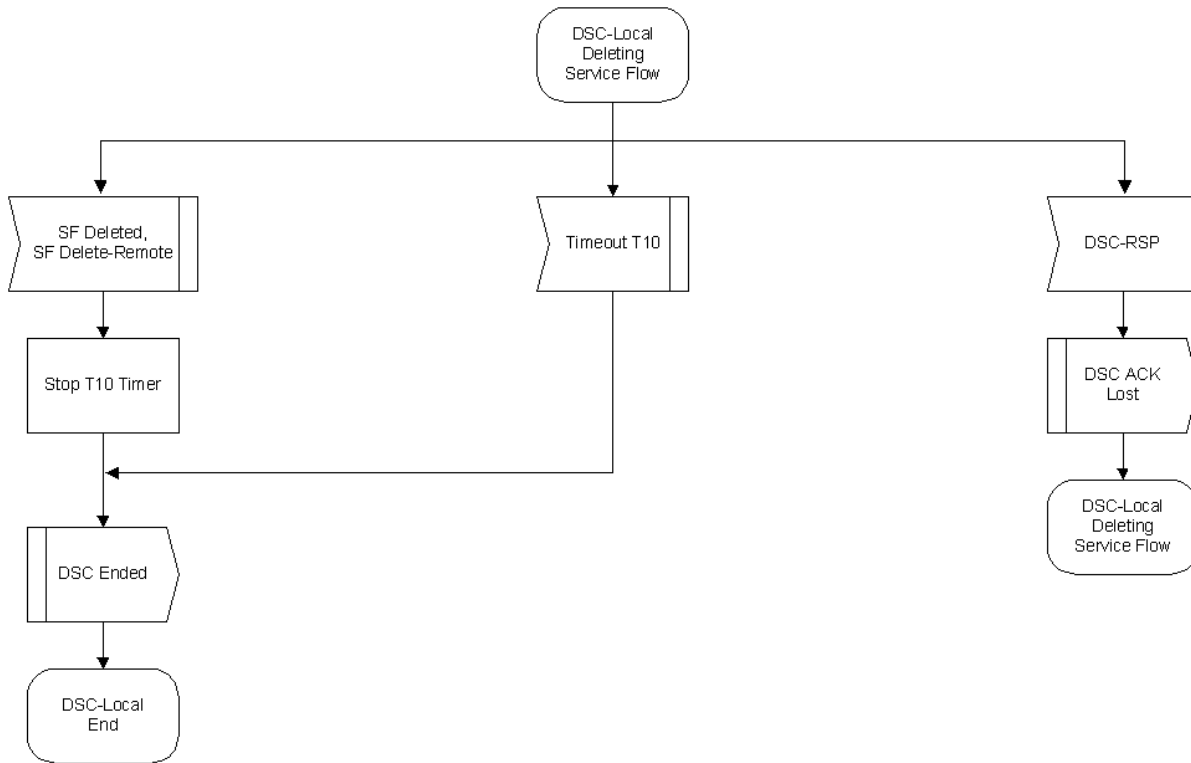 DSC-Local
Deleting
Service Flow
SF Deleted,
SF Delete-Remote
Timeout T10
DSC-RSP
Stop T10 Timer
DSC ACK
Lost
DSC-Local
Deleting
Service Flow
DSC Ended
DSC-Local
End